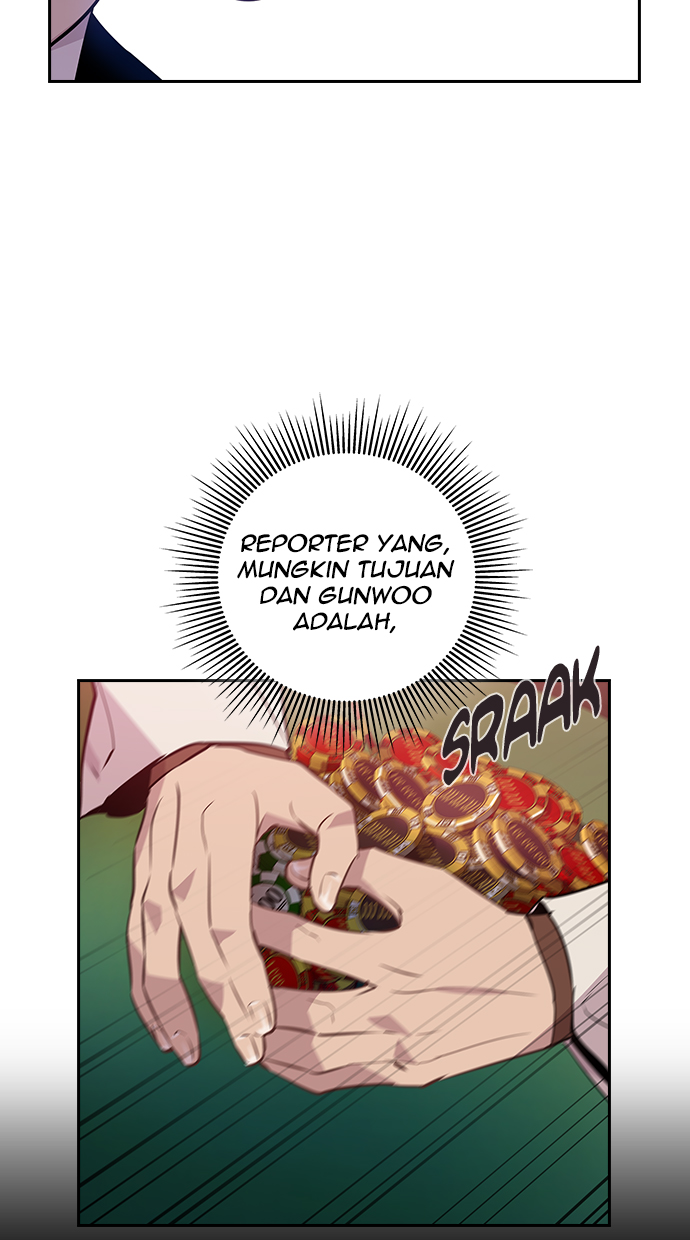 REPORTER YANG,
MUNGKIN TUJUAN
DAN GUNWOO
ADALAH,
SRAAK